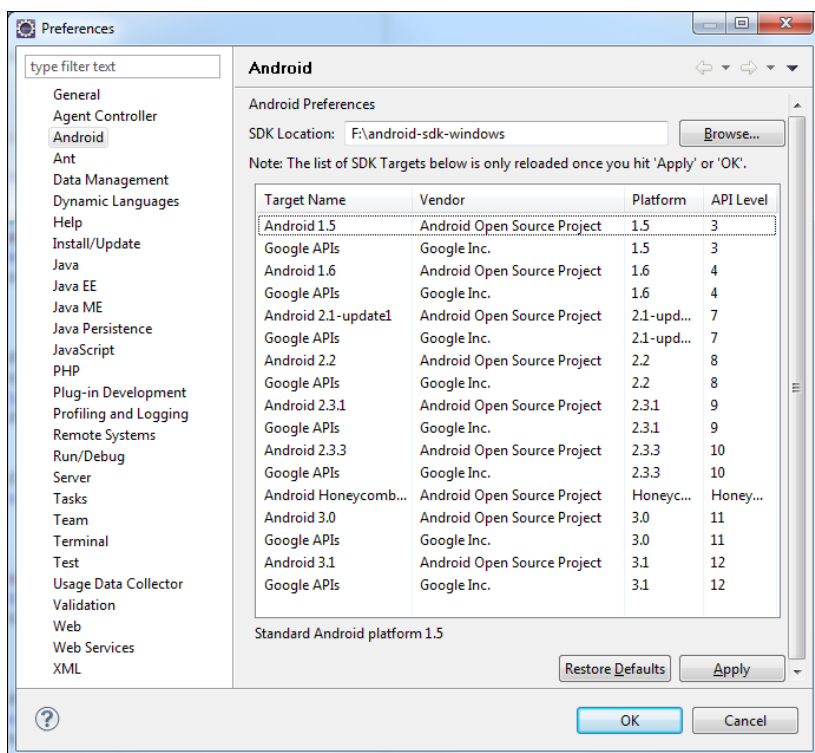 Preferences
type filter text
General
Agent Controller
Android
Ant
Data Management
Dynamic Languages
Help
Install/Update
Java
Java EE
Java ME
Java Persistence
JavaScript
PHP
Plug-in Development
Profiling and Logging
Remote Systems
Run/Debug
Server
Tasks
Team
Terminal
Test
Usage Data Collector
Validation
Web
Web Services
XML
Android
Android Preferences
SDK Location: F:\android-sdk-windows Browse...
Note: The list of SDK Targets below is only reloaded once you hit 'Apply' or 'OK'.
Target Name Vendor Platform API Level
Android 1.5 Android Open Source Project 1.5 3
Google APIs Google Inc. 1.5 3
Android 1.6 Android Open Source Project 1.6 4
Google APIs Google Inc. 1.6 4
Android 2.1-update1 Android Open Source Project 2.1-upd... 7
Google APIs Google Inc. 2.1-upd... 7
Android 2.2 Android Open Source Project 2.2 8
Google APIs Google Inc. 2.2 8
Android 2.3.1 Android Open Source Project 2.3.1 9
Google APIs Google Inc. 2.3.1 9
Android 2.3.3 Android Open Source Project 2.3.3 10
Google APIs Google Inc. 2.3.3 10
Android Honeycomb... Android Open Source Project Honeyc... Honey...
Android 3.0 Android Open Source Project 3.0 11
Google APIs Google Inc. 3.0 11
Android 3.1 Android Open Source Project 3.1 12
Google APIs Google Inc. 3.1 12
Standard Android platform 1.5
Restore Defaults Apply
? OK Cancel